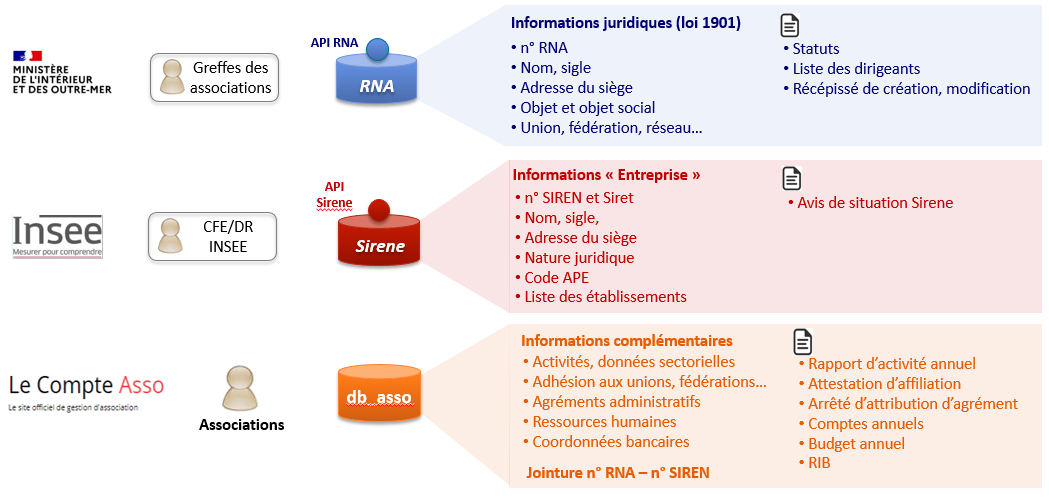 MINISTÈRE
DE L'INTÉRIEUR
ET DES OUTRE-MER
Greffes des
associations
API RNA
RNA
Informations juridiques (loi 1901)
• n° RNA
• Nom, sigle
• Adresse du siège
• Objet et objet social
• Union, fédération, réseau…
• Statuts
• Liste des dirigeants
• Récépissé de création, modification
Insee
Mesurer pour comprendre
CFE/DR
INSEE
API
Sirene
Sirene
Informations « Entreprise »
• n° SIREN et Siret
• Nom, sigle,
• Adresse du siège
• Nature juridique
• Code APE
• Liste des établissements
• Avis de situation Sirene
Le Compte Asso
Le site officiel de gestion d'association
Associations
db_asso
Informations complémentaires
• Activités, données sectorielles
• Adhésion aux unions, fédérations…
• Agréments administratifs
• Ressources humaines
• Coordonnées bancaires
Jointure n° RNA – n° SIREN
• Rapport d'activité annuel
• Attestation d'affiliation
• Arrêté d'attribution d'agrément
• Comptes annuels
• Budget annuel
• RIB